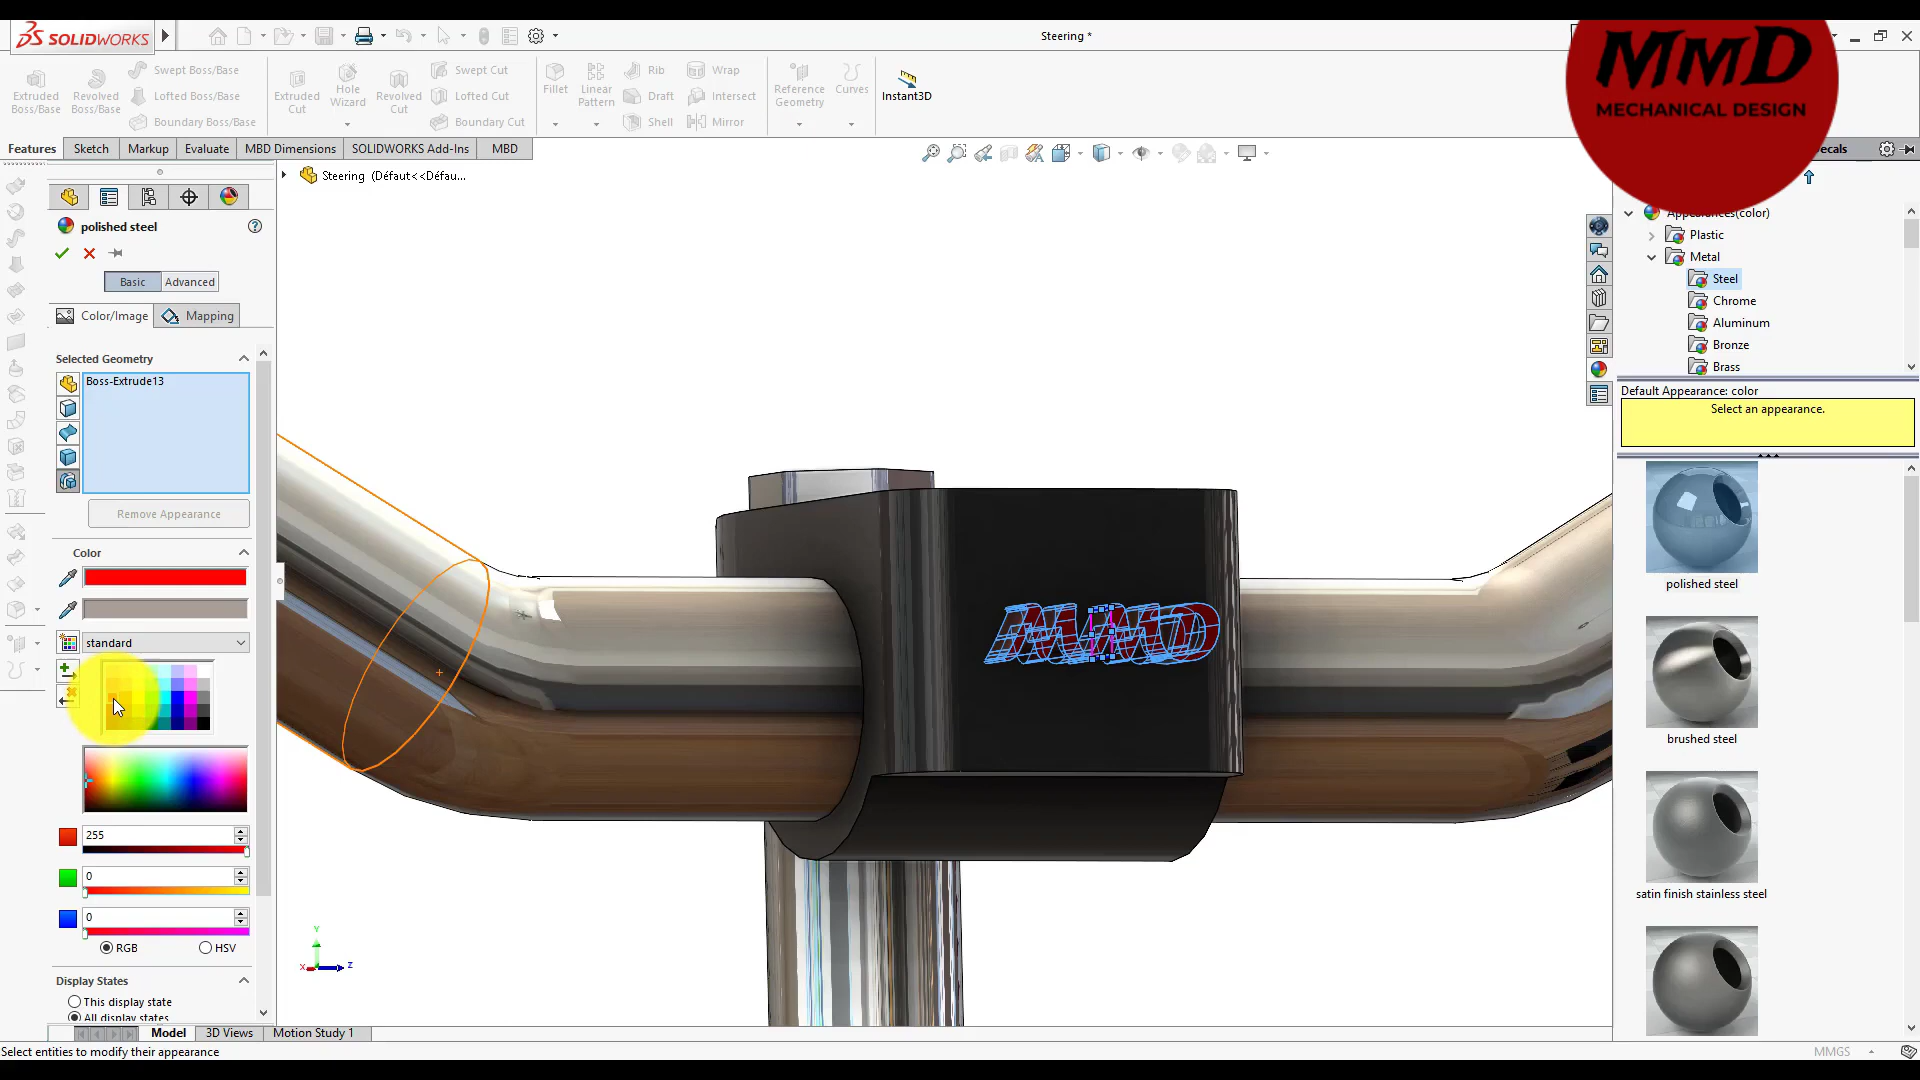 SOLIDWORKS
Steering *
MMD
MECHANICAL DESIGN
Extruded Boss/Base
Revolved Boss/Base
Swept Boss/Base
Lofted Boss/Base
Boundary Boss/Base
Extruded Cut
Hole Wizard
Revolved Cut
Swept Cut
Lofted Cut
Boundary Cut
Fillet
Linear Pattern
Rib
Draft
Shell
Wrap
Intersect
Mirror
Reference Geometry
Curves
Instant3D
Features
Sketch
Markup
Evaluate
MBD Dimensions
SOLIDWORKS Add-Ins
MBD
Steering (Défaut<<Défau...
polished steel
Basic
Advanced
Color/Image
Mapping
Selected Geometry
Boss-Extrude13
Remove Appearance
Color
standard
255
0
0
RGB
HSV
Display States
This display state
All display states
MMD
Y
X
Z
Appearances(color)
Plastic
Metal
Steel
Chrome
Aluminum
Bronze
Brass
Default Appearance: color
Select an appearance.
polished steel
brushed steel
satin finish stainless steel
Model
3D Views
Motion Study 1
Select entities to modify their appearance
MMGS